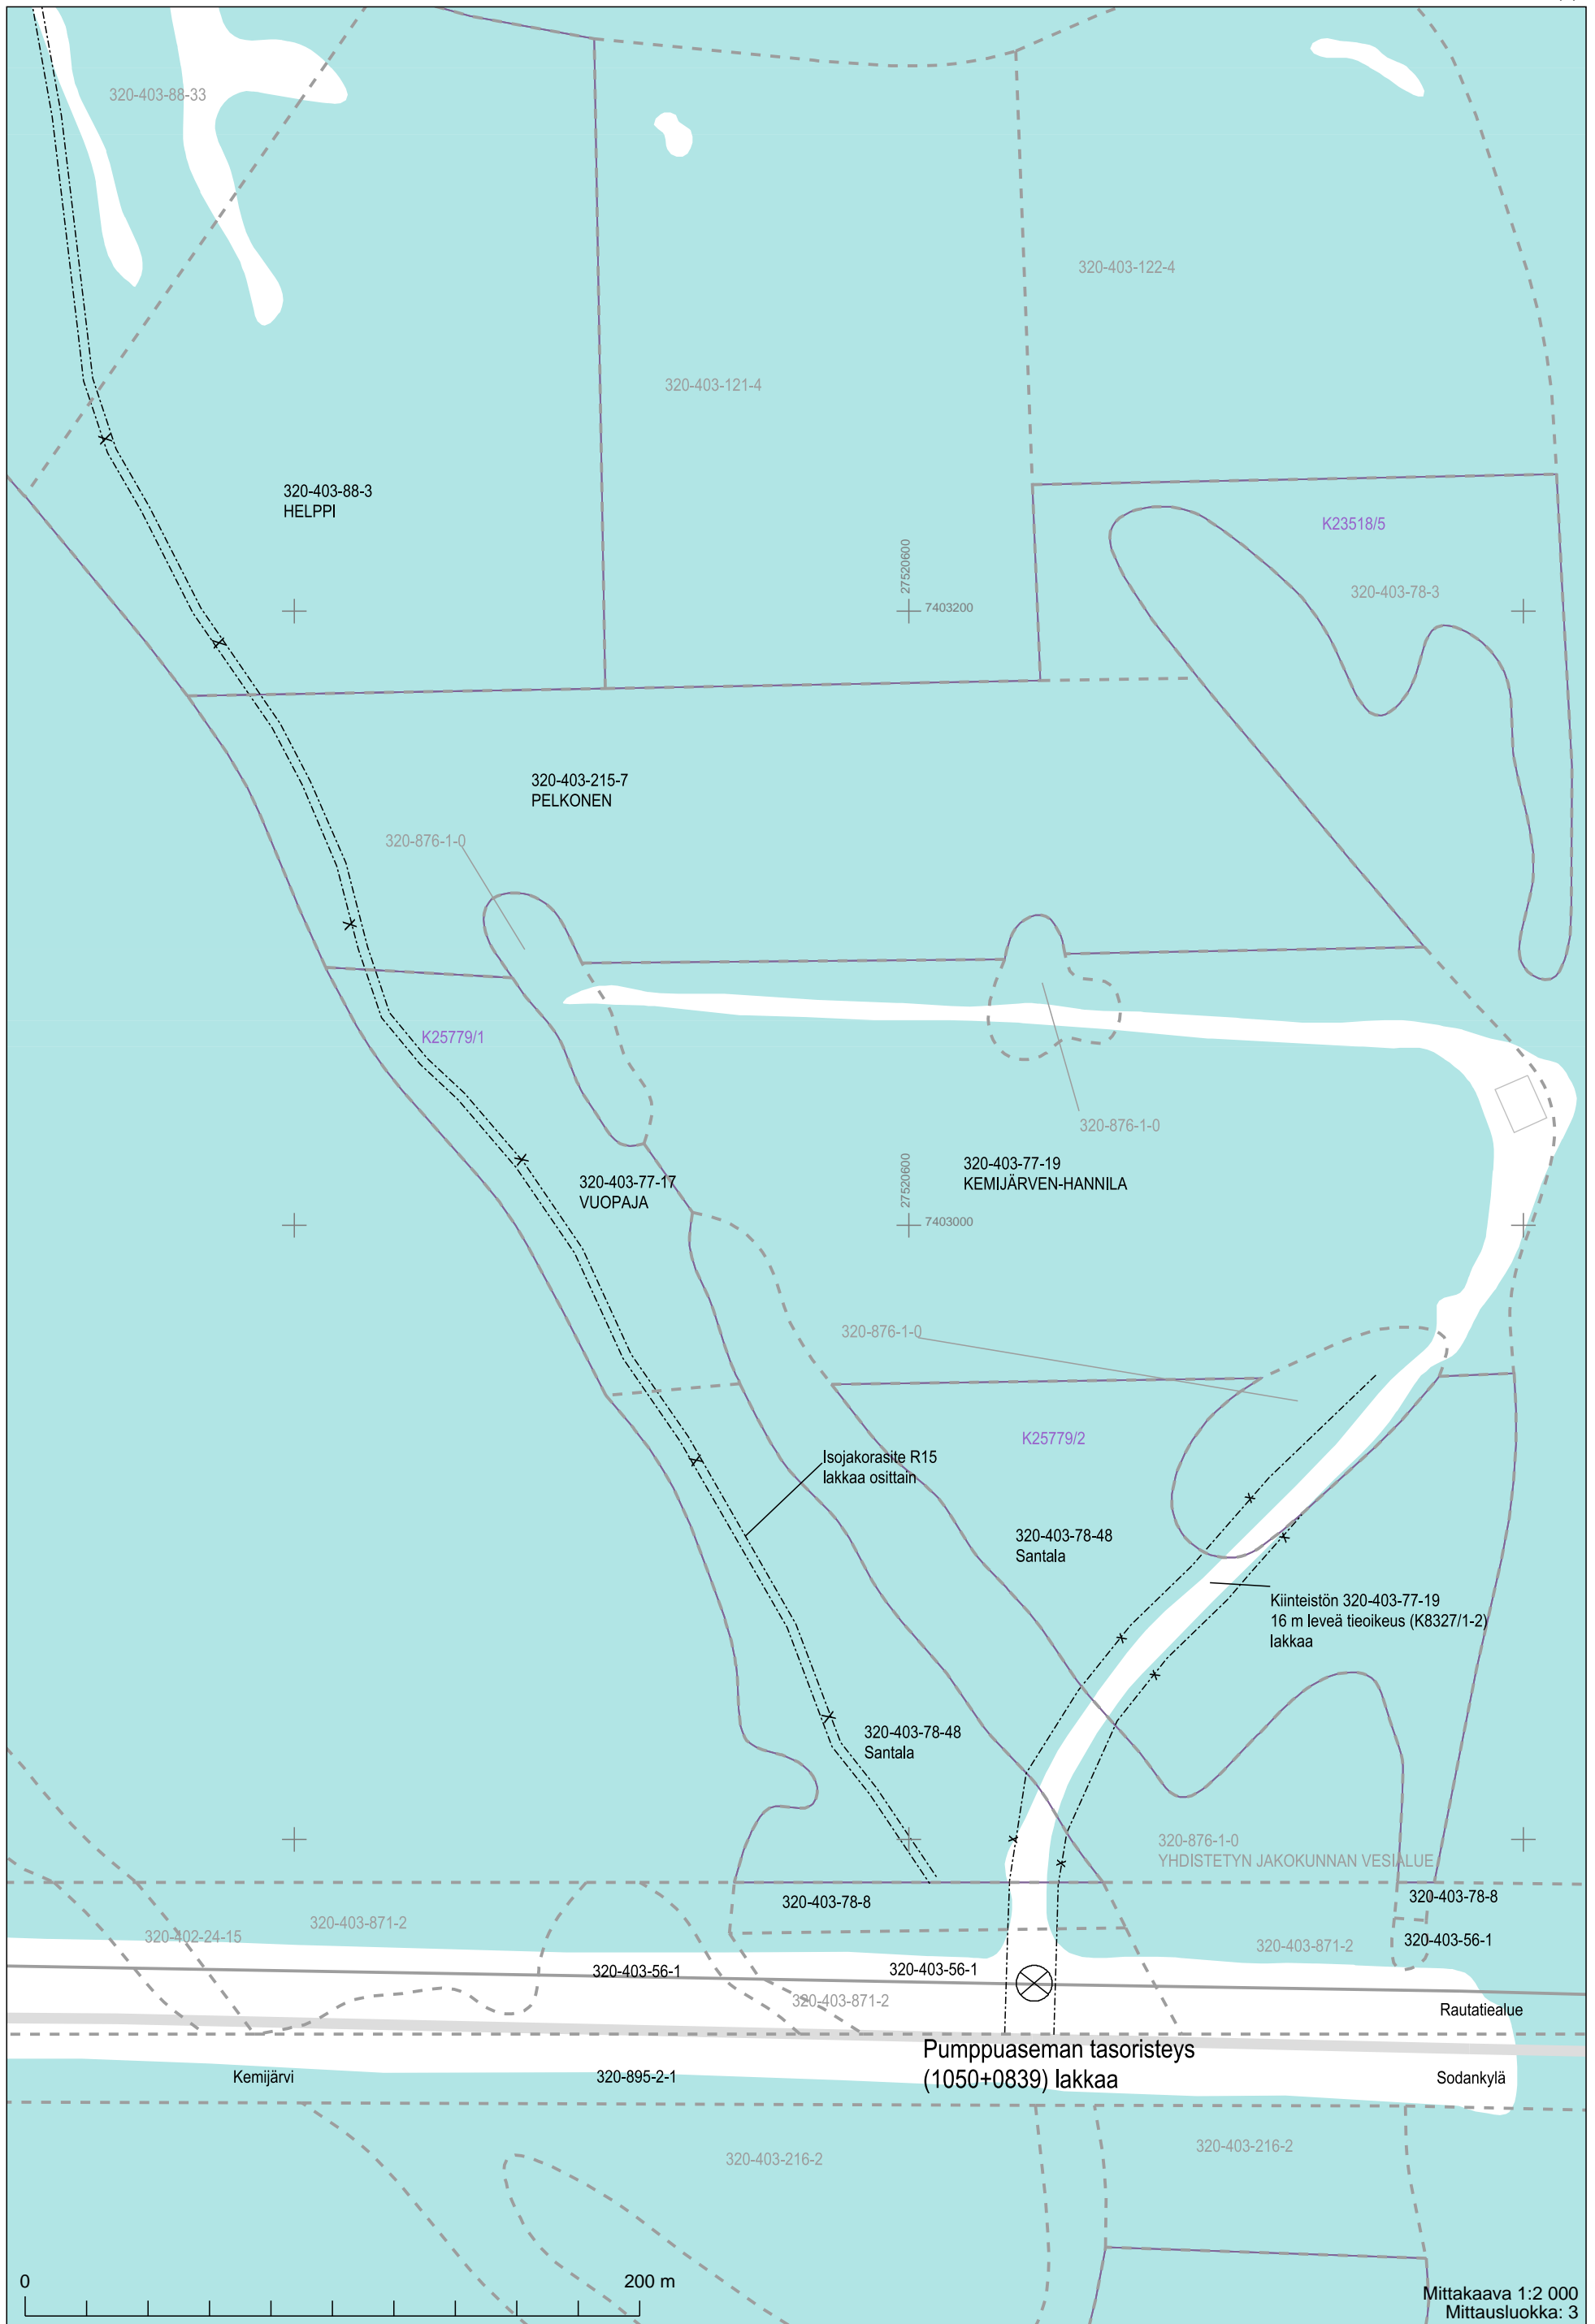 320-403-88-33
320-403-122-4
320-403-121-4
320-403-88-3
HELPPI
K23518/5
27520600
7403200
320-403-78-3
320-403-215-7
PELKONEN
320-876-1-0
K25779/1
320-876-1-0
320-403-77-19
KEMIJÄRVEN-HANNILA
320-403-77-17
VUOPAJA
27520600
7403000
320-876-1-0
K25779/2
Isojakorasite R15
lakkaa osittain
320-403-78-48
Santala
Kiinteistön 320-403-77-19
16 m leveä tieoikeus (K8327/1-2)
lakkaa
320-403-78-48
Santala
320-876-1-0
YHDISTETYN JAKOKUNNAN VESIALUE
320-403-78-8
320-403-78-8
320-403-871-2
320-402-24-15
320-403-871-2
320-403-56-1
320-403-56-1
320-403-56-1
320-403-871-2
Rautatiealue
Pumppuaseman tasoristeys
(1050+0839) lakkaa
Kemijärvi
320-895-2-1
Sodankylä
320-403-216-2
320-403-216-2
0
200 m
Mittakaava 1:2 000
Mittausluokka: 3